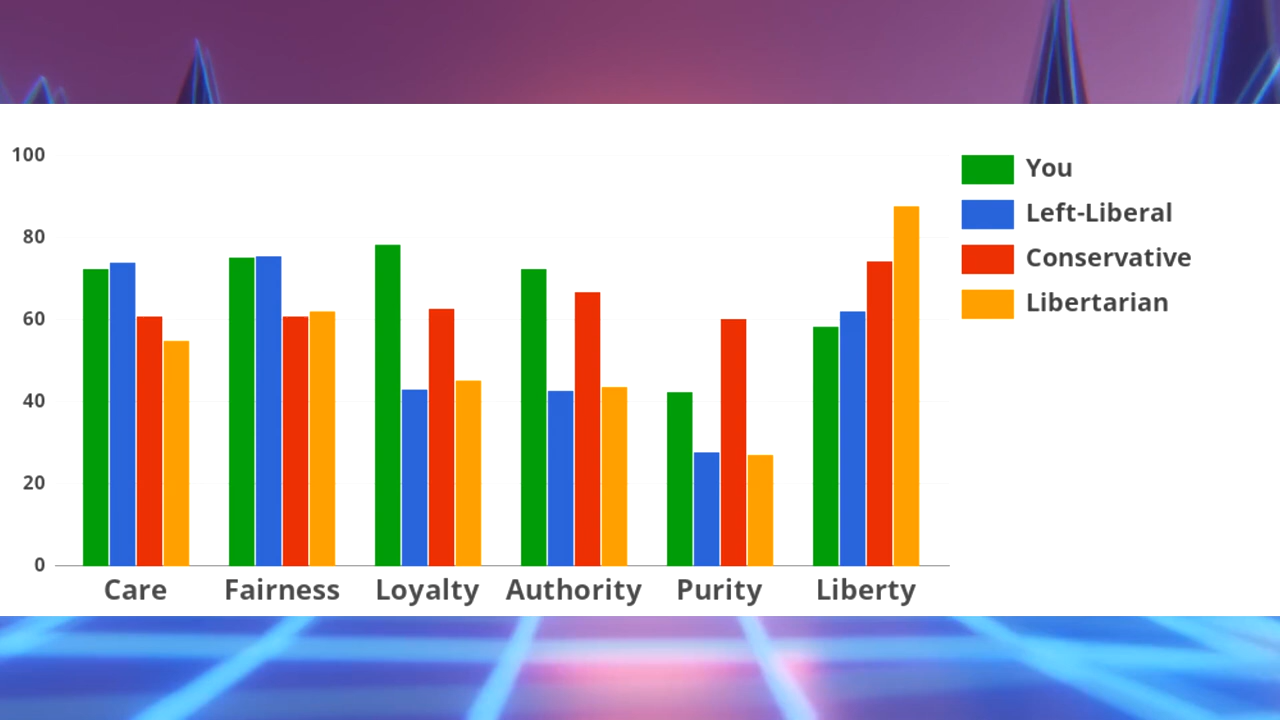 100
80
60
40
20
0
Care Fairness Loyalty Authority Purity Liberty
You
Left-Liberal
Conservative
Libertarian